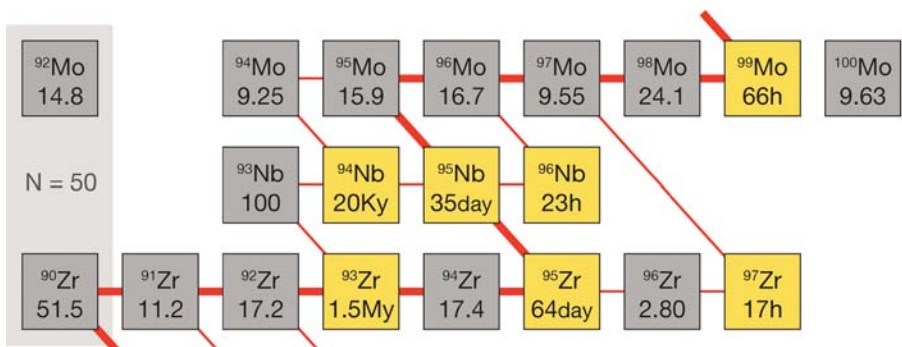 ⁹²Mo
14.8
⁹⁴Mo
9.25
⁹⁵Mo
15.9
⁹⁶Mo
16.7
⁹⁷Mo
9.55
⁹⁸Mo
24.1
⁹⁹Mo
66h
¹⁰⁰Mo
9.63
N = 50
⁹³Nb
100
⁹⁴Nb
20Ky
⁹⁵Nb
35day
⁹⁶Nb
23h
⁹⁰Zr
51.5
⁹¹Zr
11.2
⁹²Zr
17.2
⁹³Zr
1.5My
⁹⁴Zr
17.4
⁹⁵Zr
64day
⁹⁶Zr
2.80
⁹⁷Zr
17h